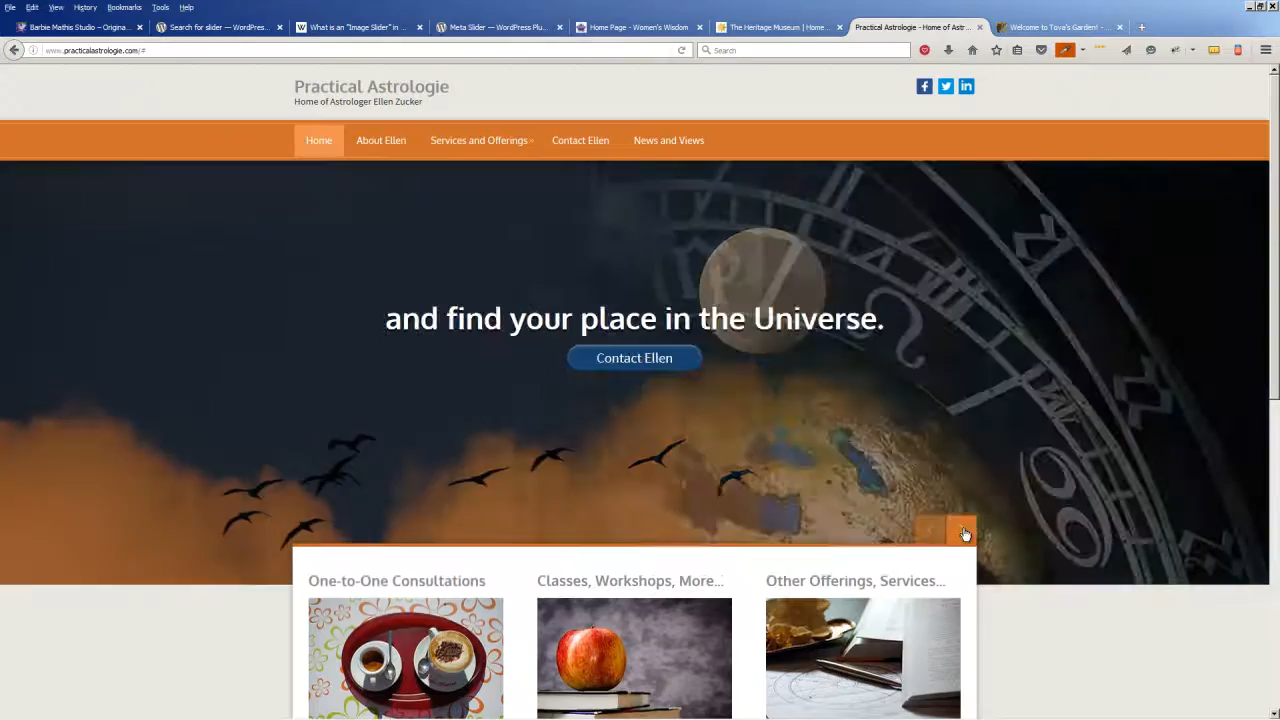 File Edit View History Bookmarks Tools Help
Barbie Mathis Studio – Origina...
Search for slider — WordPres...
What is an "Image Slider" in ...
Meta Slider — WordPress Plu...
Home Page - Women's Wisdom
The Heritage Museum | Home...
Practical Astrologie - Home of Astr...
Welcome to Tova's Garden! - ...
www.practicalastrologie.com/#
Search
Practical Astrologie
Home of Astrologer Ellen Zucker
Home About Ellen Services and Offerings» Contact Ellen News and Views
and find your place in the Universe.
Contact Ellen
One-to-One Consultations
Classes, Workshops, More...
Other Offerings, Services...